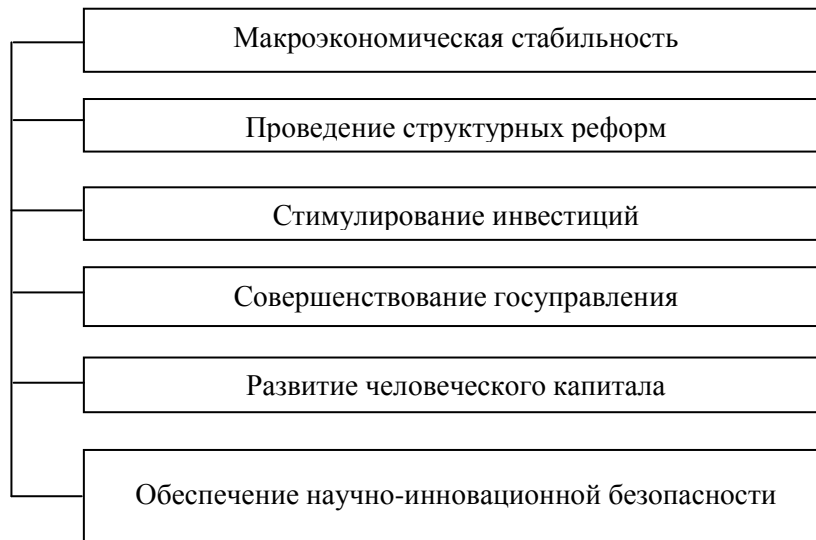 Макроэкономическая стабильность
Проведение структурных реформ
Стимулирование инвестиций
Совершенствование госуправления
Развитие человеческого капитала
Обеспечение научно-инновационной безопасности